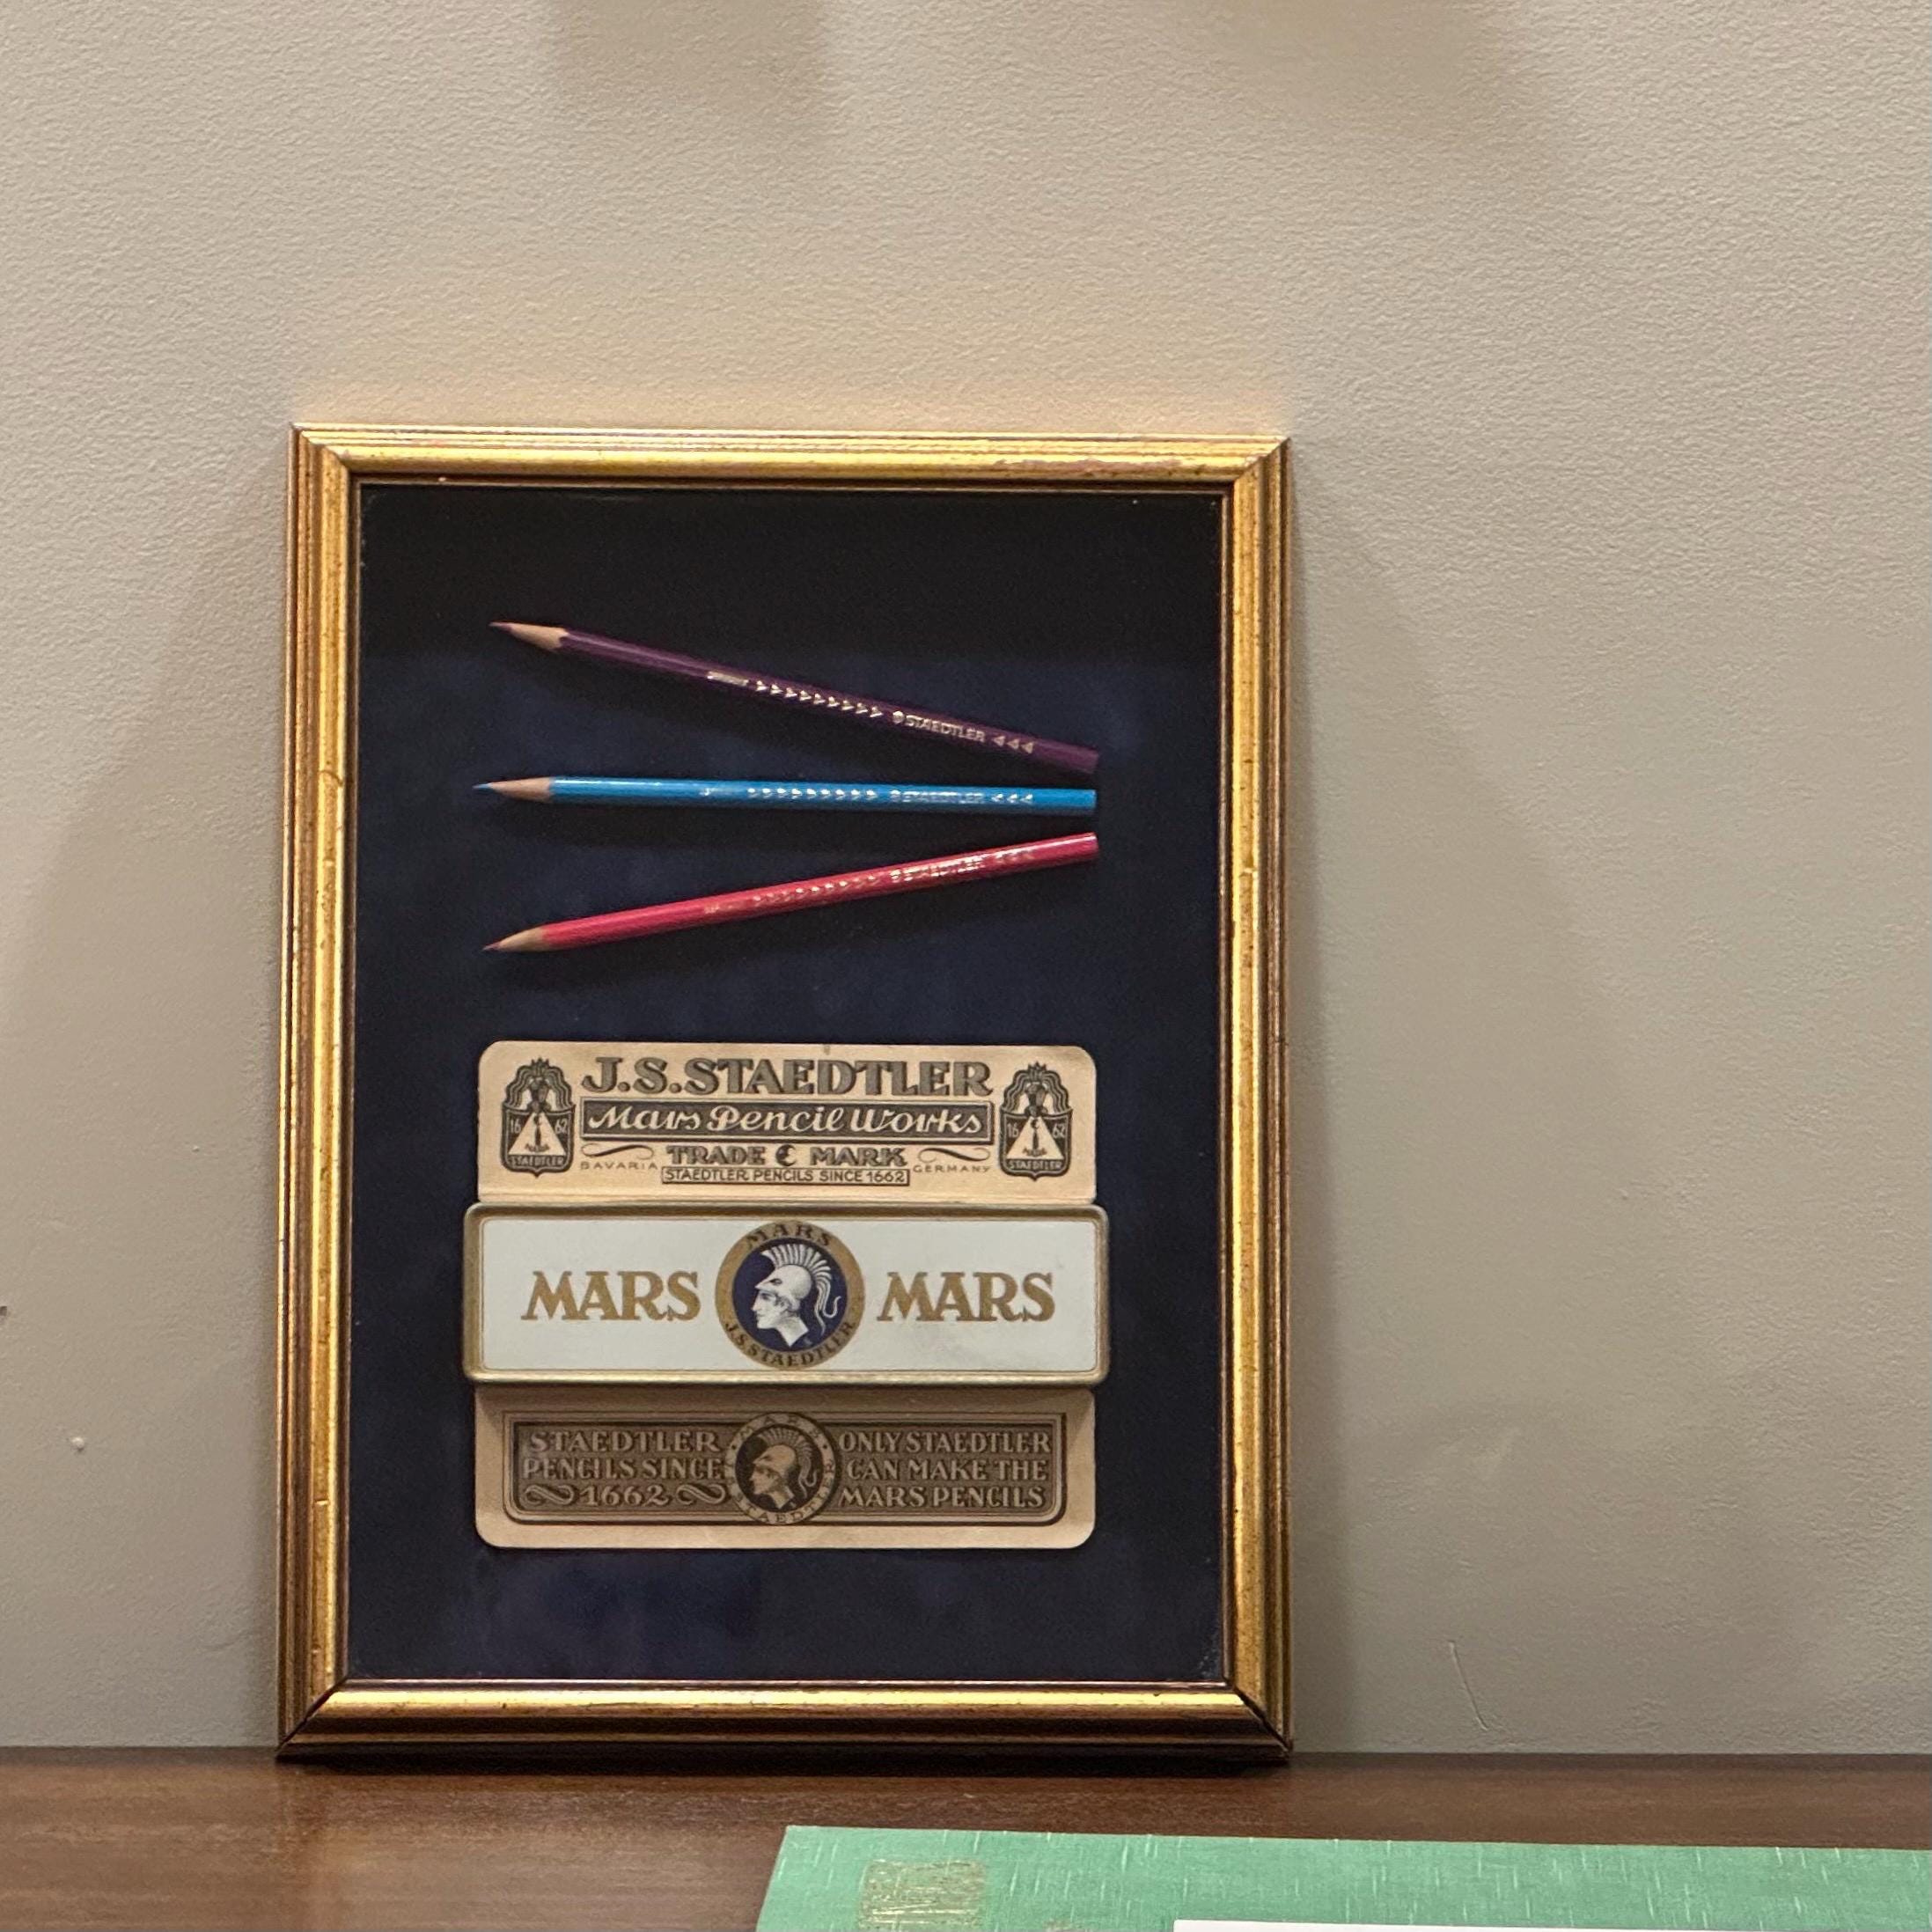 STAEDTLER
STAEDTLER
STAEDTLER
J.S.STAEDTLER
16 62
STAEDTLER
Mars Pencil Works
16 62
STAEDTLER
TRADE MARK
BAVARIA
GERMANY
STAEDTLER PENCILS SINCE 1662
MARS
MARS
J.S. STAEDTLER
MARS
STAEDTLER
PENCILS SINCE
1662
MARS
STAEDTLER
ONLY STAEDTLER
CAN MAKE THE
MARS PENCILS